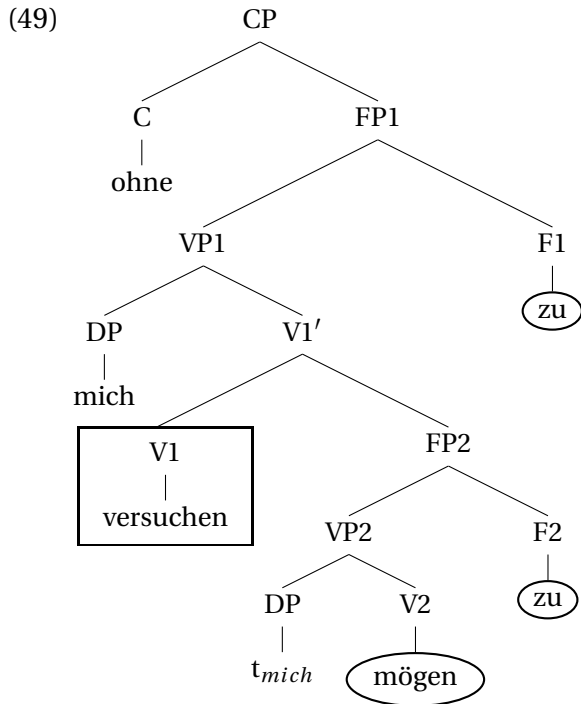 (49) CP
C FP1
ohne
VP1 F1
zu
DP V1′
mich
V1 FP2
versuchen
VP2 F2
zu
DP V2
t_mich mögen